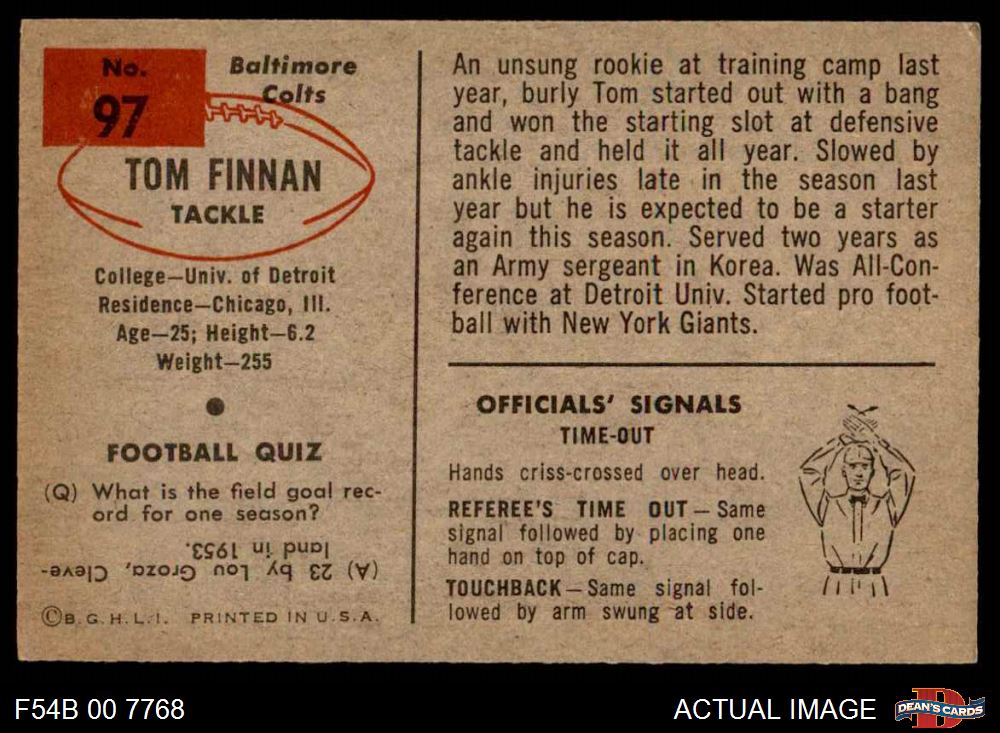 No.
97
Baltimore
Colts
TOM FINNAN
TACKLE
College—Univ. of Detroit
Residence—Chicago, Ill.
Age—25; Height—6.2
Weight—255
FOOTBALL QUIZ
(Q) What is the field goal rec-
ord for one season?
(A) 23 by Lou Groza, Cleve-
land in 1953.
©B.G.H.L.I. PRINTED IN U.S.A.
An unsung rookie at training camp last
year, burly Tom started out with a bang
and won the starting slot at defensive
tackle and held it all year. Slowed by
ankle injuries late in the season last
year but he is expected to be a starter
again this season. Served two years as
an Army sergeant in Korea. Was All-Con-
ference at Detroit Univ. Started pro foot-
ball with New York Giants.
OFFICIALS' SIGNALS
TIME-OUT
Hands criss-crossed over head.
REFEREE'S TIME OUT—Same
signal followed by placing one
hand on top of cap.
TOUCHBACK—Same signal fol-
lowed by arm swung at side.
F54B 00 7768
ACTUAL IMAGE
D
DEAN'S CARDS